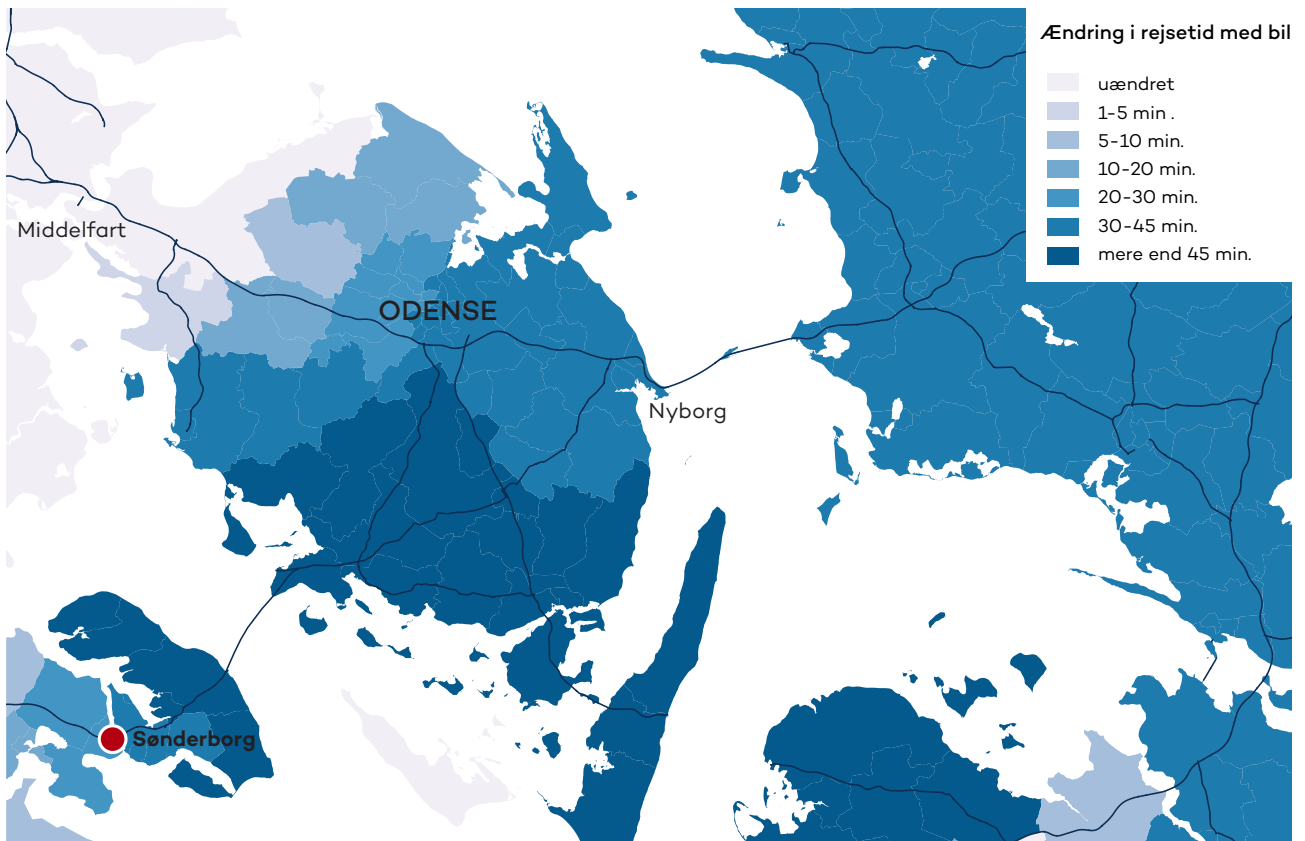 Ændring i rejsetid med bil
uændret
1-5 min .
5-10 min.
10-20 min.
20-30 min.
30-45 min.
mere end 45 min.
Middelfart
ODENSE
Nyborg
Sønderborg